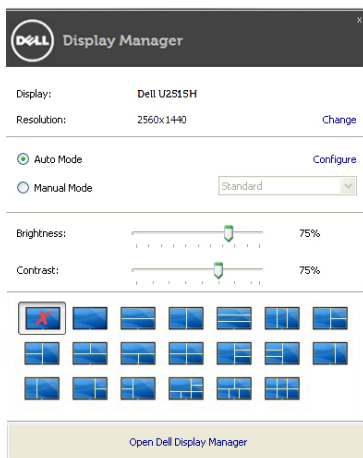 x
DELL Display Manager
Display: Dell U2515H
Resolution: 2560x1440 Change
Auto Mode Configure
Manual Mode Standard
Brightness: 75%
Contrast: 75%
Open Dell Display Manager